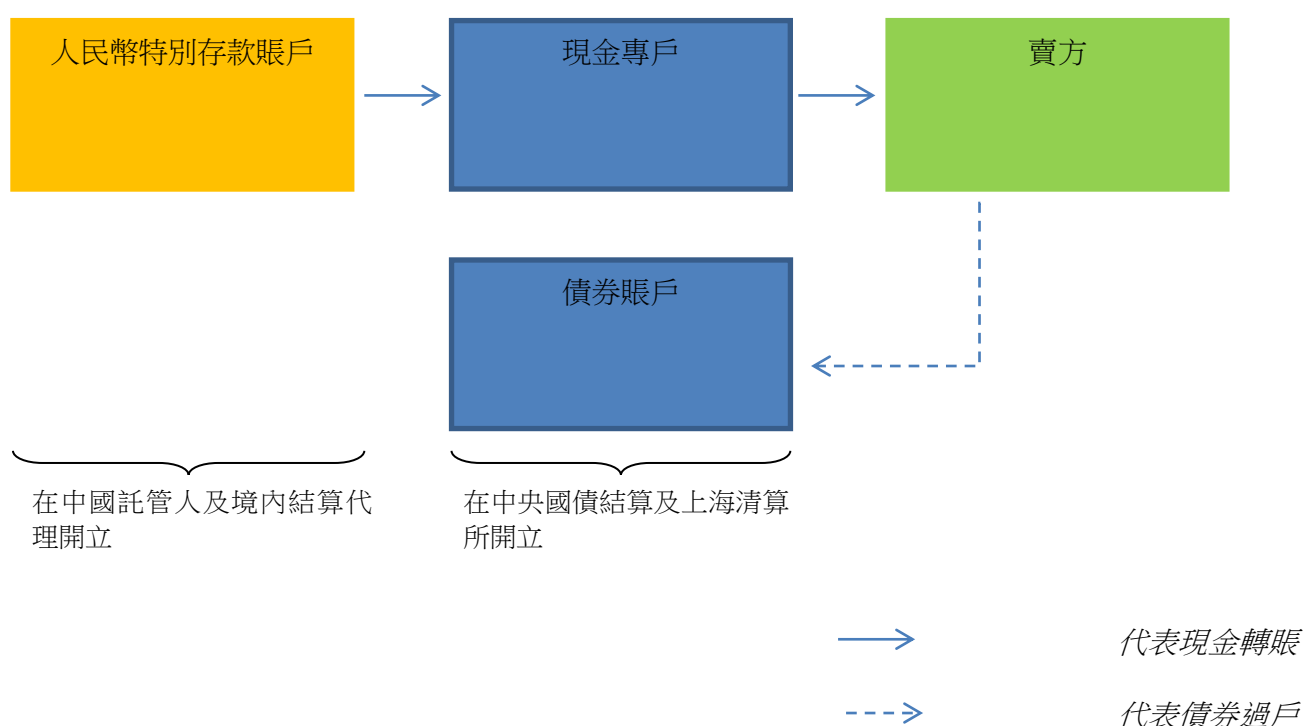 人民幣特別存款賬戶
現金專戶
賣方
債券賬戶
在中國託管人及境內結算代
理開立
在中央國債結算及上海清算
所開立
代表現金轉賬
代表債券過戶